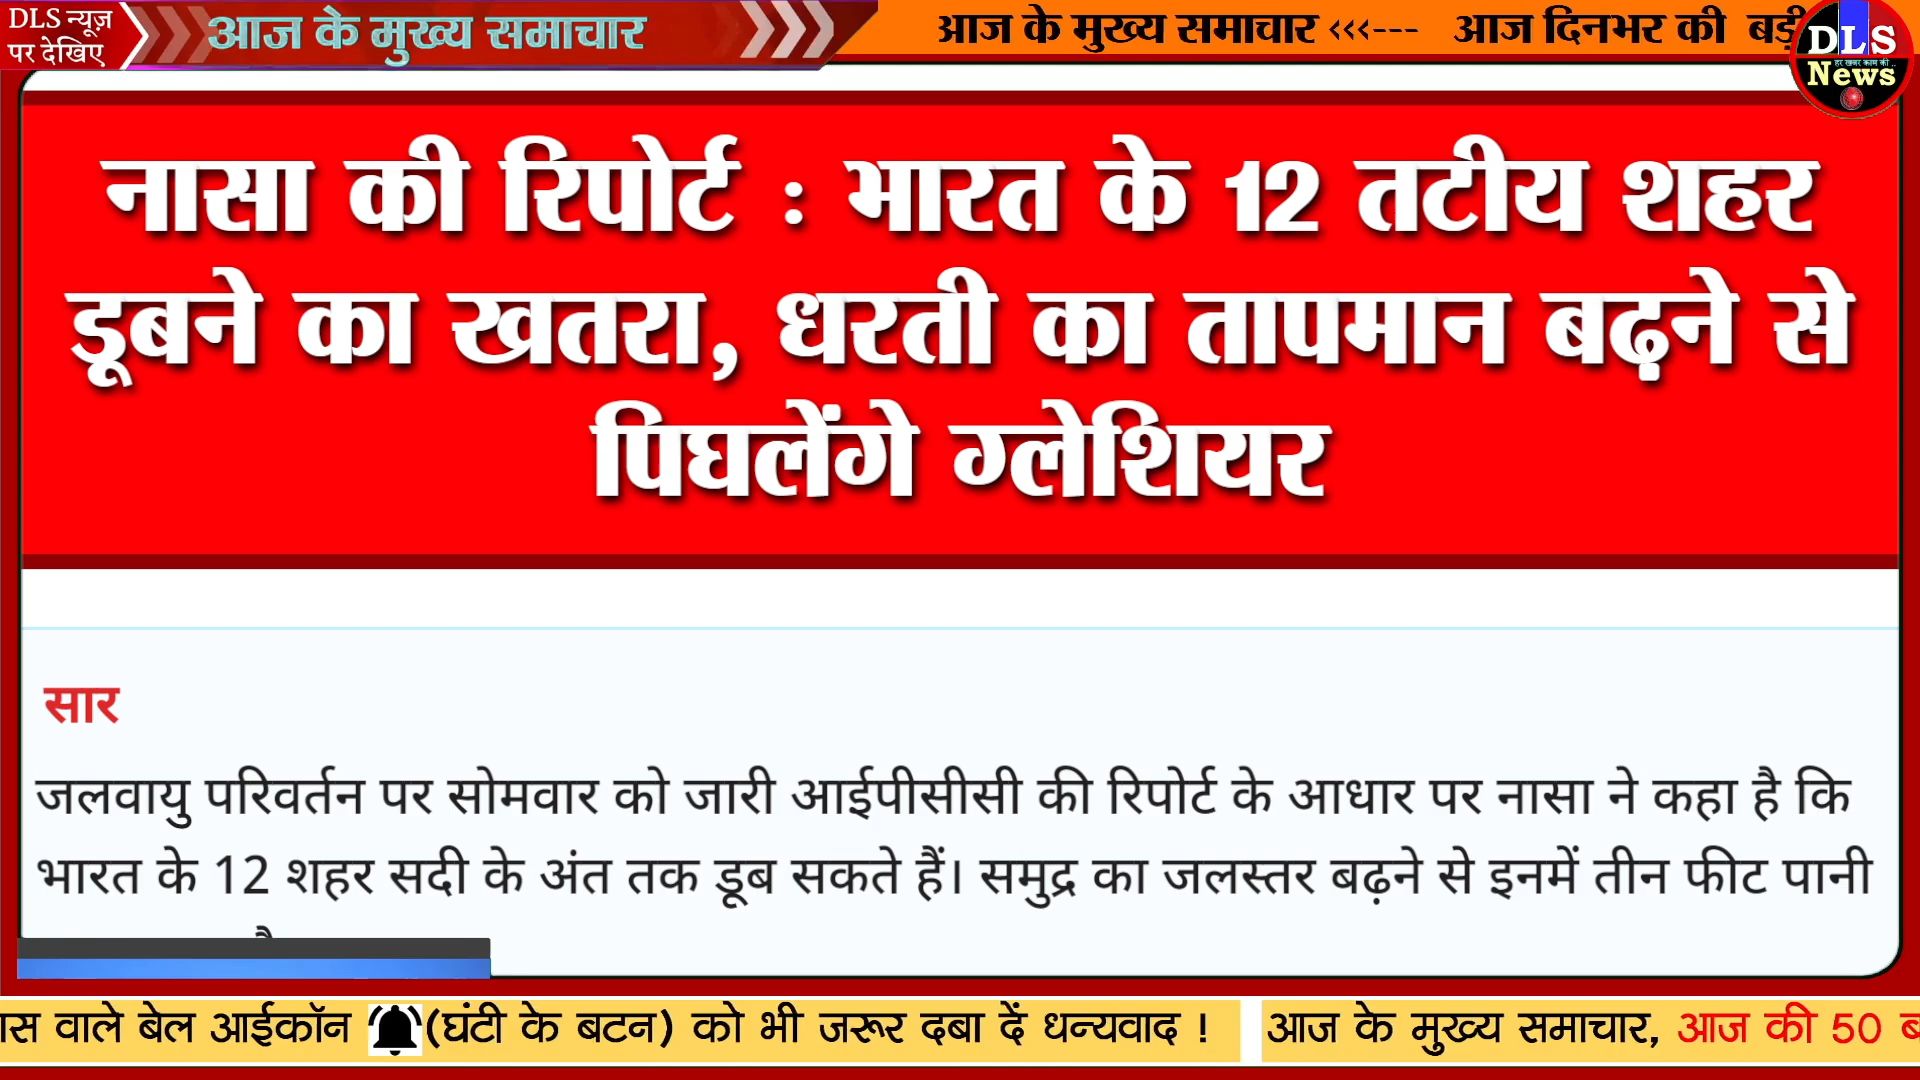 DLS न्यूज़
पर देखिए
आज के मुख्य समाचार
आज के मुख्य समाचार ‹‹‹--- आज दिनभर की
DLS
हर खबर काम की ..
News
नासा की रिपोर्ट : भारत के 12 तटीय शहर
डूबने का खतरा, धरती का तापमान बढ़ने से
पिघलेंगे ग्लेशियर
सार
जलवायु परिवर्तन पर सोमवार को जारी आईपीसीसी की रिपोर्ट के आधार पर नासा ने कहा है कि
भारत के 12 शहर सदी के अंत तक डूब सकते हैं। समुद्र का जलस्तर बढ़ने से इनमें तीन फीट पानी
वाले बेल आईकॉन (घंटी के बटन) को भी जरूर दबा दें धन्यवाद !
आज के मुख्य समाचार, आज की 50